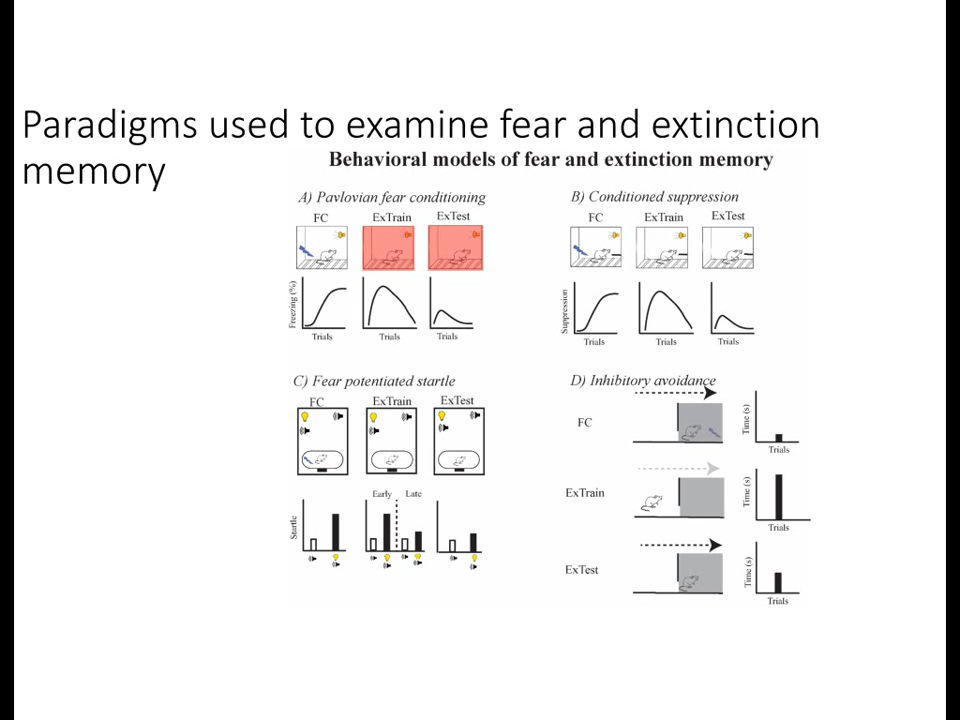 Paradigms used to examine fear and extinction
memory
Behavioral models of fear and extinction memory
A) Pavlovian fear conditioning
FC ExTrain ExTest
Freezing (%)
Trials Trials Trials
B) Conditioned suppression
FC ExTrain ExTest
Suppression
Trials Trials Trials
C) Fear potentiated startle
FC ExTrain ExTest
Early Late
Startle
D) Inhibitory avoidance
FC
Time (s)
Trials
ExTrain
Time (s)
Trials
ExTest
Time (s)
Trials